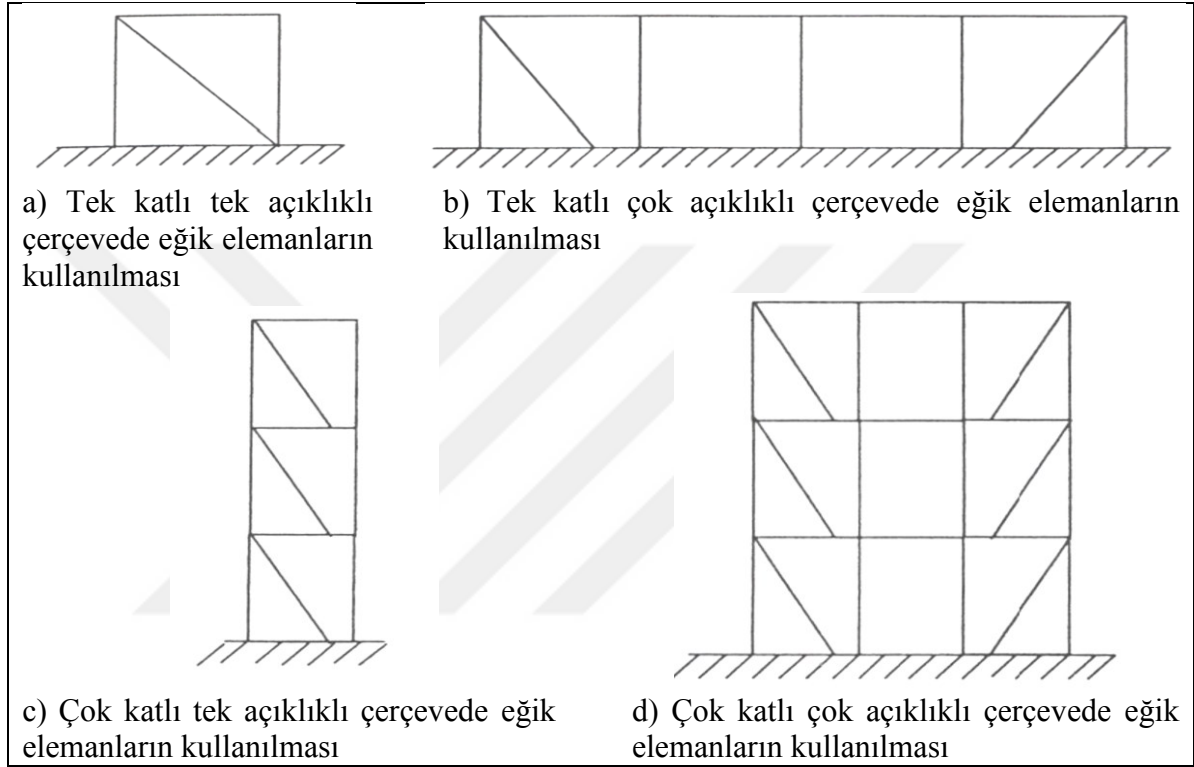 a) Tek katlı tek açıklıklı
çerçevede eğik elemanların
kullanılması
b) Tek katlı çok açıklıklı çerçevede eğik elemanların
kullanılması
c) Çok katlı tek açıklıklı çerçevede eğik
elemanların kullanılması
d) Çok katlı çok açıklıklı çerçevede eğik
elemanların kullanılması